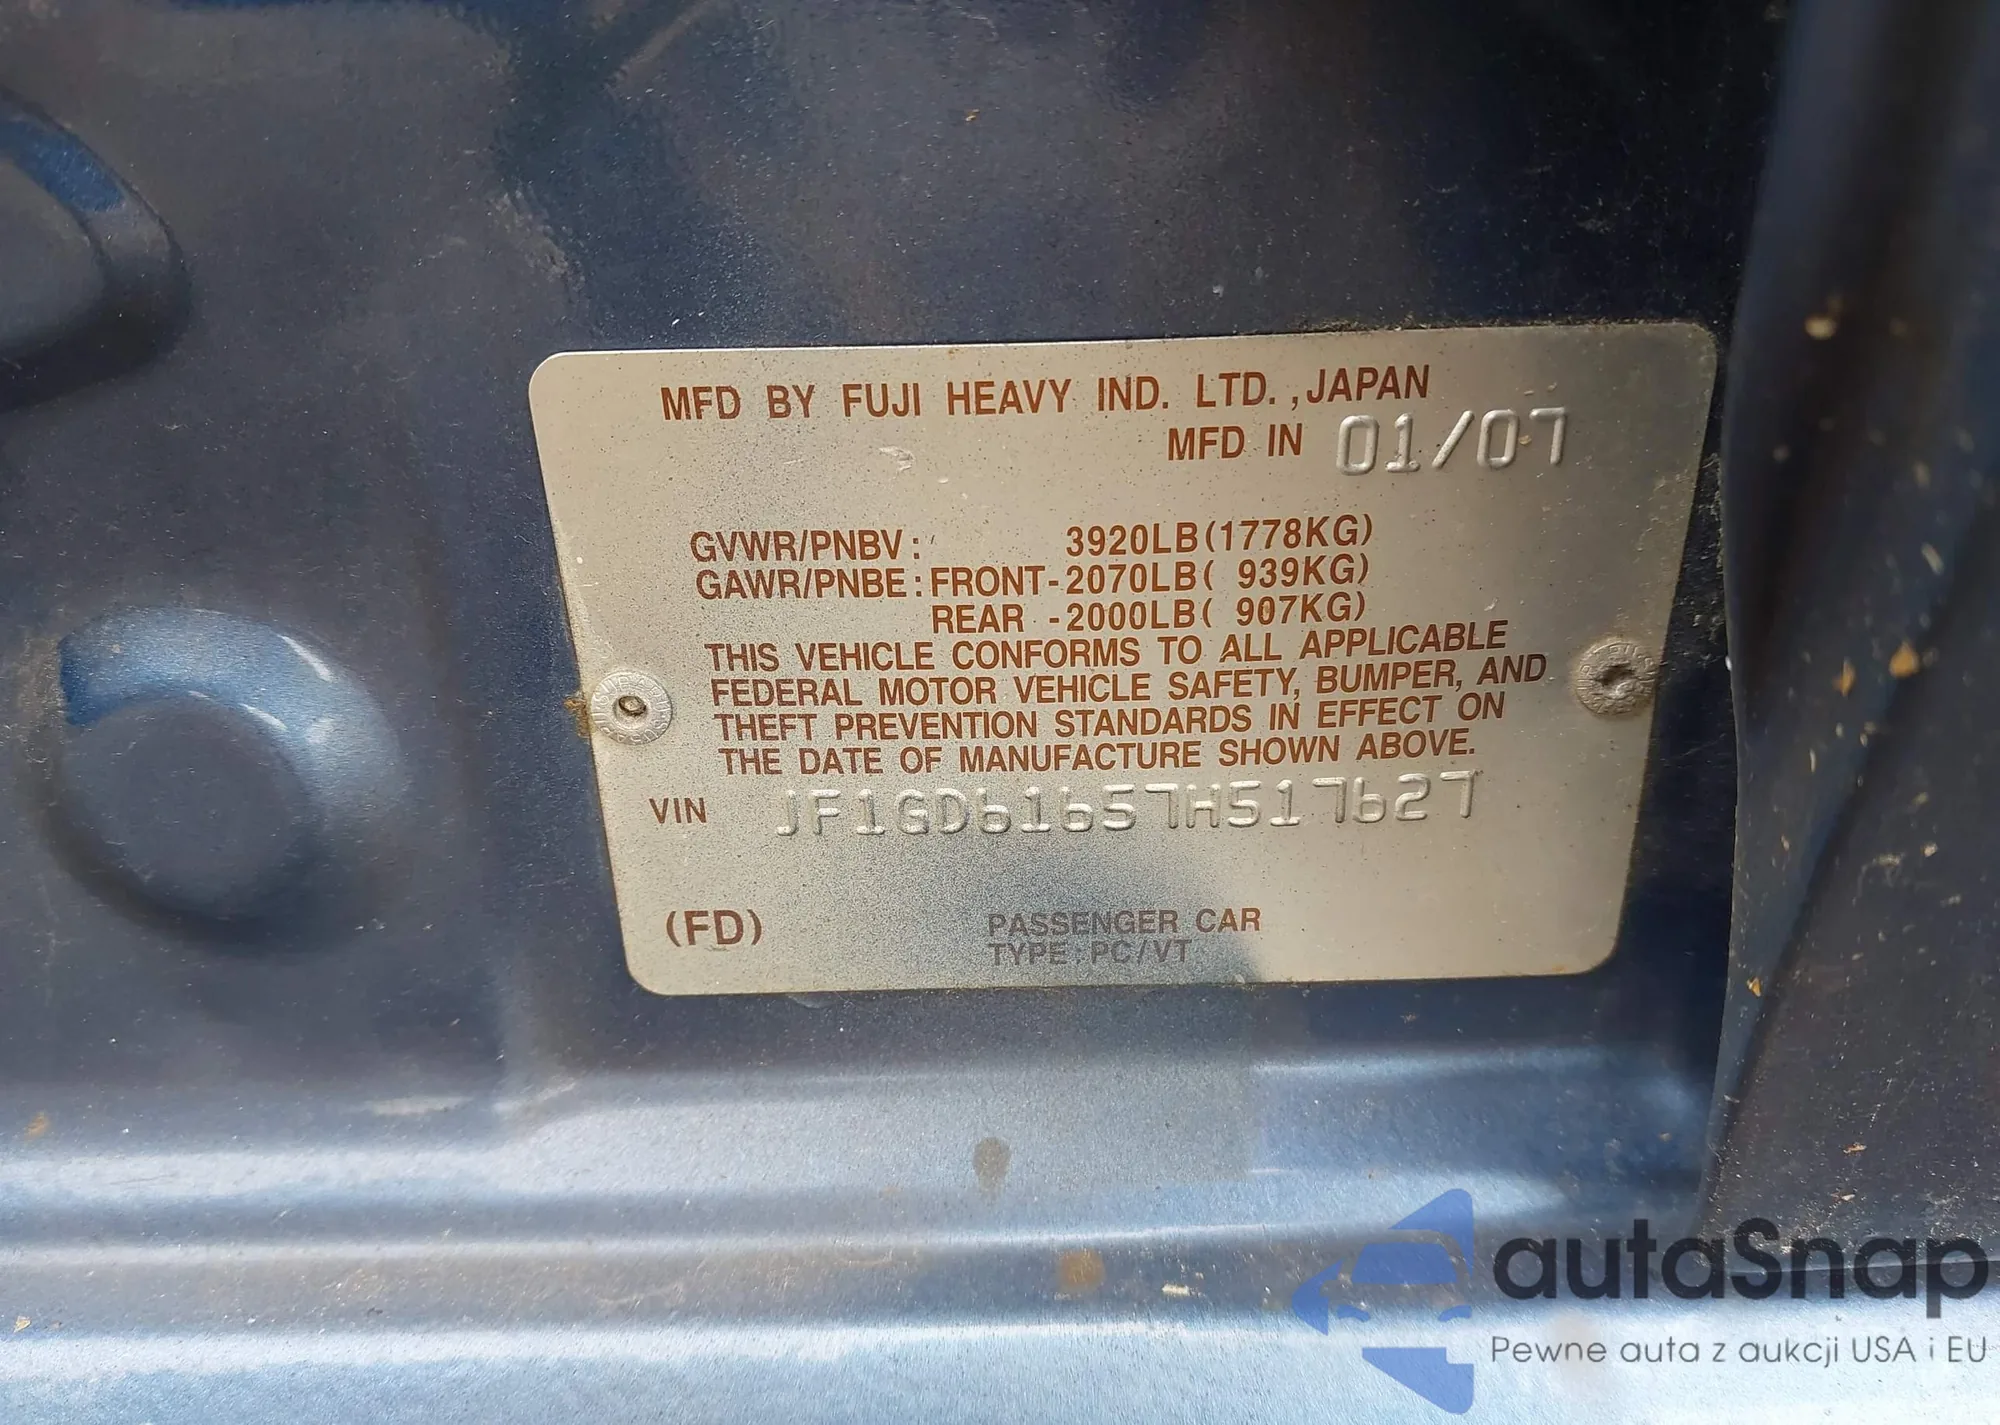 MFD BY FUJI HEAVY IND. LTD.,JAPAN
MFD IN 01/07
GVWR/PNBV: 3920LB(1778KG)
GAWR/PNBE:FRONT-2070LB( 939KG)
REAR -2000LB( 907KG)
THIS VEHICLE CONFORMS TO ALL APPLICABLE
FEDERAL MOTOR VEHICLE SAFETY, BUMPER, AND
THEFT PREVENTION STANDARDS IN EFFECT ON
THE DATE OF MANUFACTURE SHOWN ABOVE.
VIN JF1GD61657H517627
(FD)
PASSENGER CAR
TYPE:PC/VT
autaSnap
Pewne auta z aukcji USA i EU